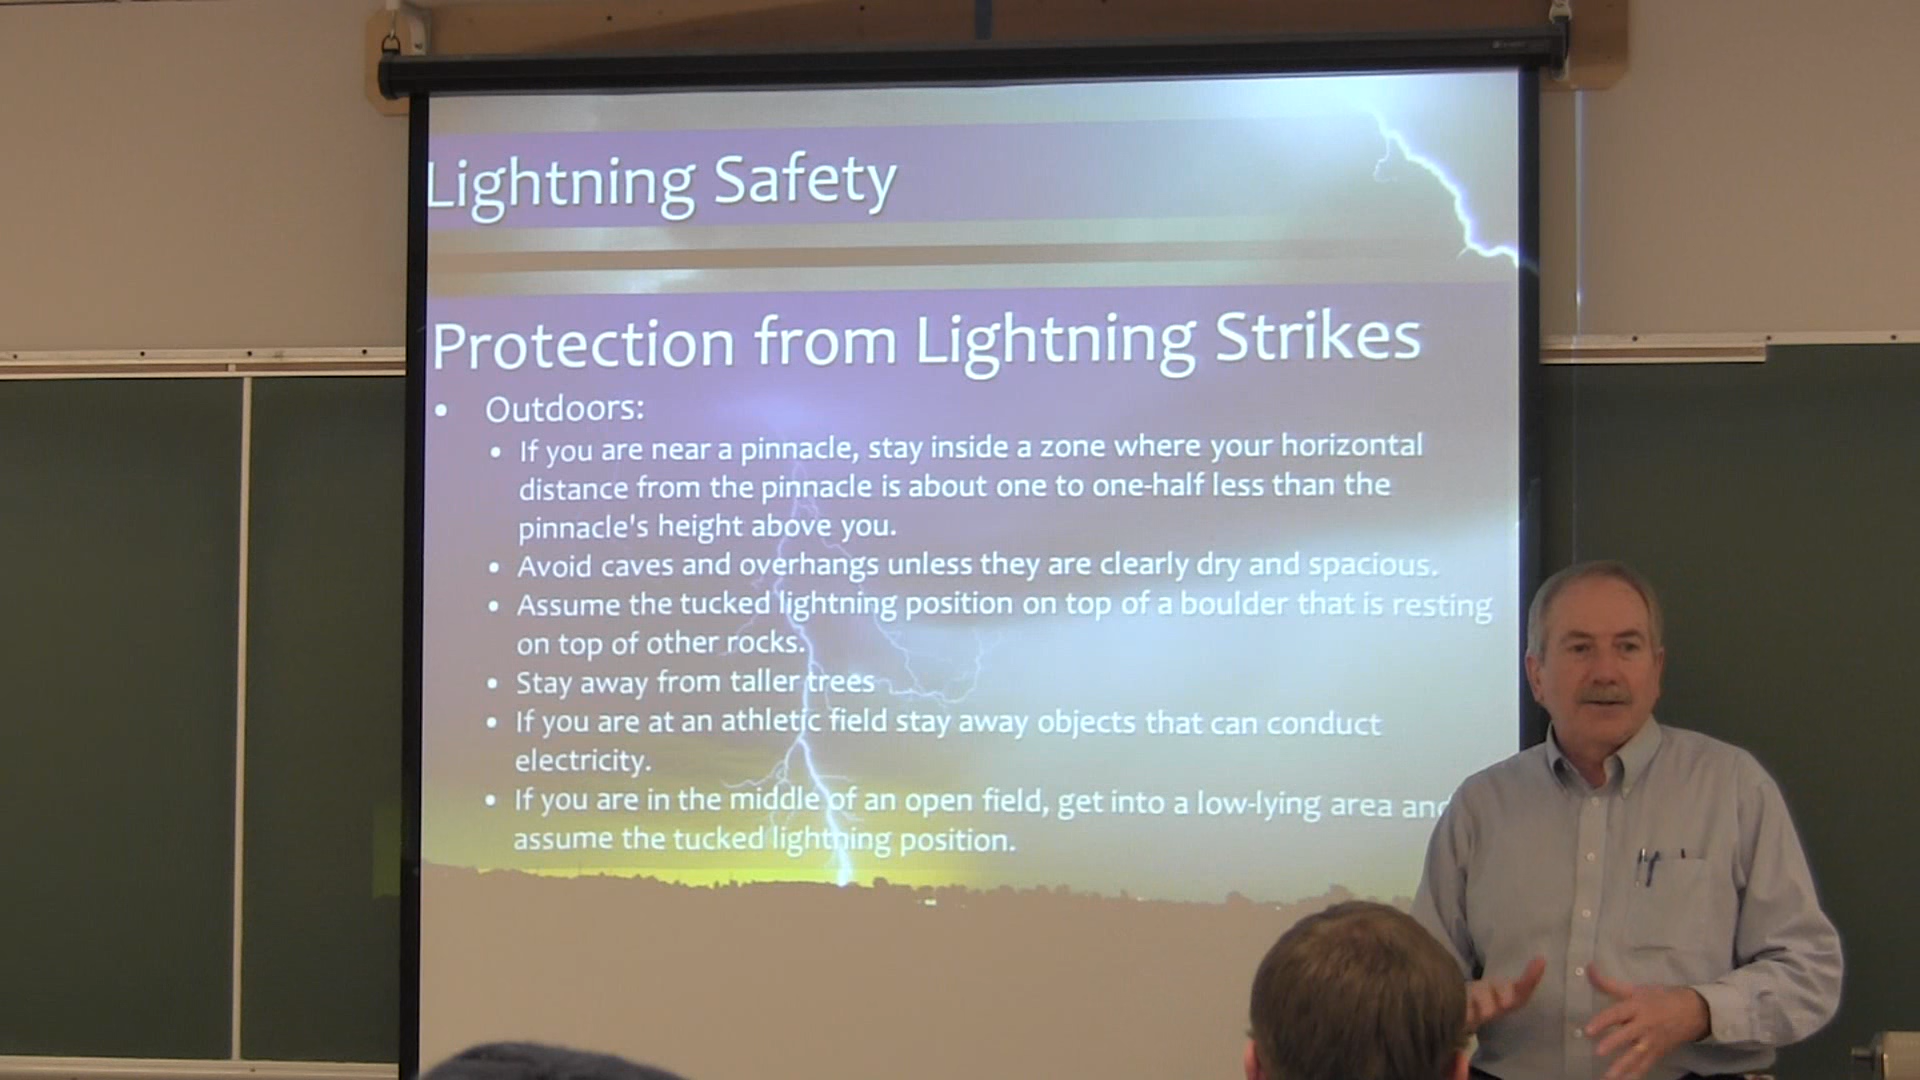 Lightning Safety
Protection from Lightning Strikes
• Outdoors:
• If you are near a pinnacle, stay inside a zone where your horizontal
distance from the pinnacle is about one to one-half less than the
pinnacle's height above you.
• Avoid caves and overhangs unless they are clearly dry and spacious.
• Assume the tucked lightning position on top of a boulder that is resting
on top of other rocks.
• Stay away from taller trees
• If you are at an athletic field stay away objects that can conduct
electricity.
• If you are in the middle of an open field, get into a low-lying area and
assume the tucked lightning position.